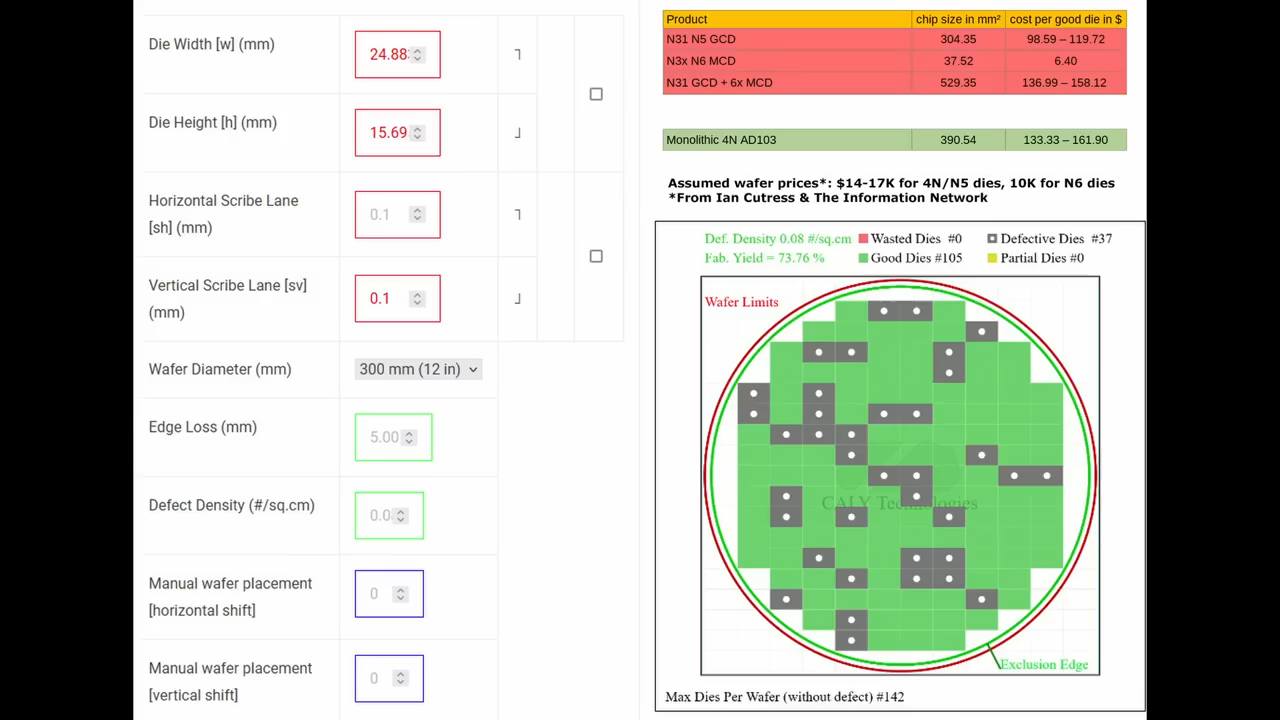 Die Width [w] (mm)
24.88
Die Height [h] (mm)
15.69
Horizontal Scribe Lane
[sh] (mm)
0.1
Vertical Scribe Lane [sv]
(mm)
0.1
Wafer Diameter (mm)
300 mm (12 in)
Edge Loss (mm)
5.00
Defect Density (#/sq.cm)
0.0
Manual wafer placement
[horizontal shift]
0
Manual wafer placement
[vertical shift]
0
Product chip size in mm² cost per good die in $
N31 N5 GCD 304.35 98.59 – 119.72
N3x N6 MCD 37.52 6.40
N31 GCD + 6x MCD 529.35 136.99 – 158.12
Monolithic 4N AD103 390.54 133.33 – 161.90
Assumed wafer prices*: $14-17K for 4N/N5 dies, 10K for N6 dies
*From Ian Cutress & The Information Network
Def. Density 0.08 #/sq.cm Wasted Dies #0 Defective Dies #37
Fab. Yield = 73.76 % Good Dies #105 Partial Dies #0
Wafer Limits
CALY Technologies
Exclusion Edge
Max Dies Per Wafer (without defect) #142